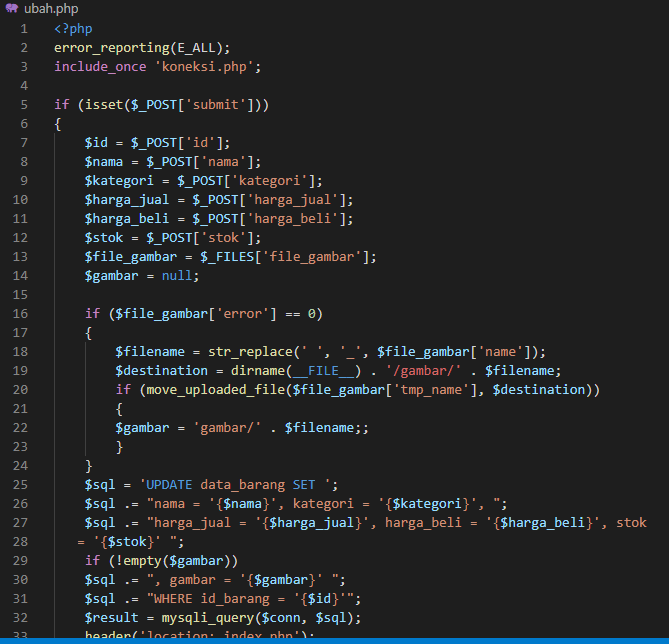 ubah.php
1 <?php
2 error_reporting(E_ALL);
3 include_once 'koneksi.php';
4
5 if (isset($_POST['submit']))
6 {
7 $id = $_POST['id'];
8 $nama = $_POST['nama'];
9 $kategori = $_POST['kategori'];
10 $harga_jual = $_POST['harga_jual'];
11 $harga_beli = $_POST['harga_beli'];
12 $stok = $_POST['stok'];
13 $file_gambar = $_FILES['file_gambar'];
14 $gambar = null;
15
16 if ($file_gambar['error'] == 0)
17 {
18 $filename = str_replace(' ', '_', $file_gambar['name']);
19 $destination = dirname(__FILE__) . '/gambar/' . $filename;
20 if (move_uploaded_file($file_gambar['tmp_name'], $destination))
21 {
22 $gambar = 'gambar/' . $filename;;
23 }
24 }
25 $sql = 'UPDATE data_barang SET ';
26 $sql .= "nama = '{$nama}', kategori = '{$kategori}', ";
27 $sql .= "harga_jual = '{$harga_jual}', harga_beli = '{$harga_beli}', stok
28 = '{$stok}' ";
29 if (!empty($gambar))
30 $sql .= ", gambar = '{$gambar}' ";
31 $sql .= "WHERE id_barang = '{$id}'";
32 $result = mysqli_query($conn, $sql);
33 header('location: index.php');